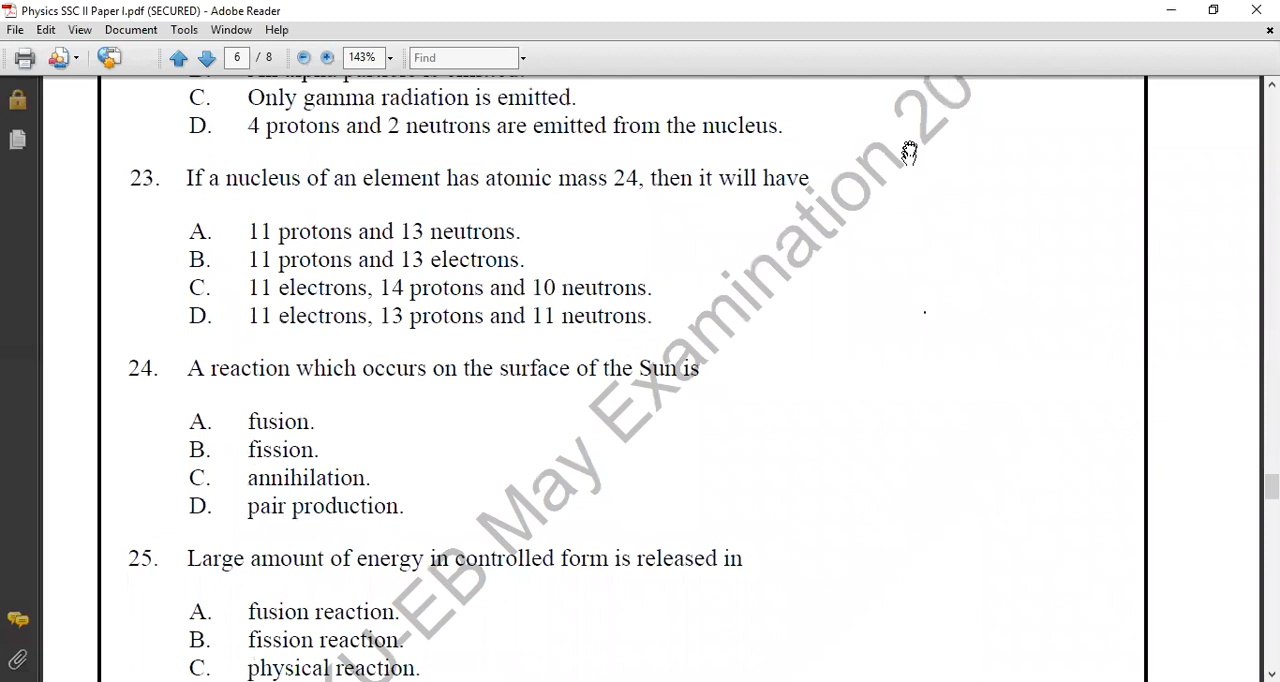 Physics SSC II Paper I.pdf (SECURED) - Adobe Reader
File Edit View Document Tools Window Help
6 / 8 143% Find
C. Only gamma radiation is emitted.
D. 4 protons and 2 neutrons are emitted from the nucleus.
23. If a nucleus of an element has atomic mass 24, then it will have
A. 11 protons and 13 neutrons.
B. 11 protons and 13 electrons.
C. 11 electrons, 14 protons and 10 neutrons.
D. 11 electrons, 13 protons and 11 neutrons.
24. A reaction which occurs on the surface of the Sun is
A. fusion.
B. fission.
C. annihilation.
D. pair production.
25. Large amount of energy in controlled form is released in
A. fusion reaction.
B. fission reaction.
C. physical reaction.
KU-EB May Examination 20